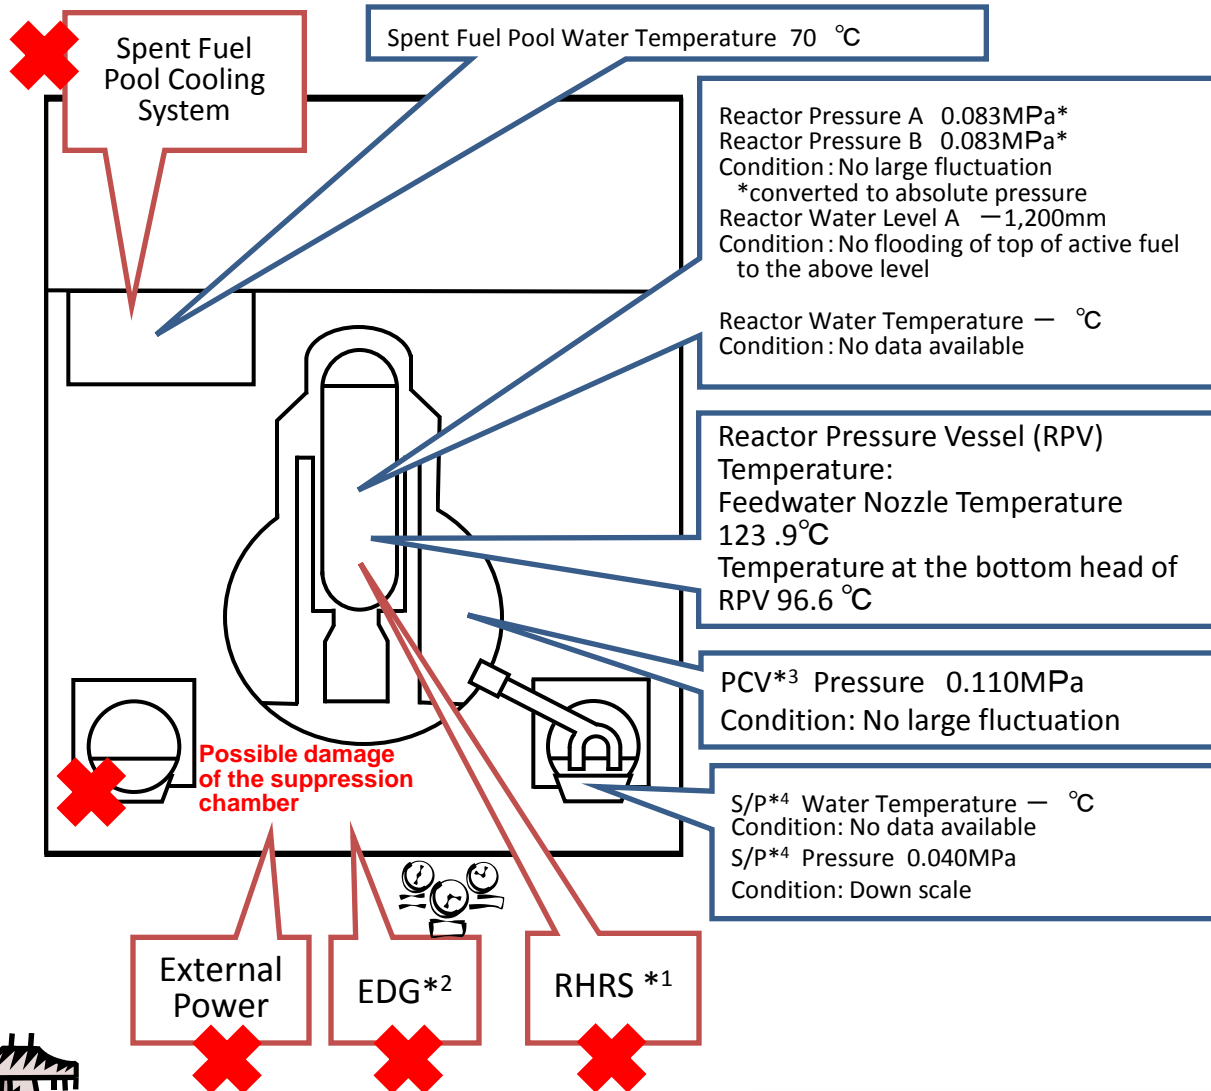 Spent Fuel
Pool Cooling
System
Spent Fuel Pool Water Temperature 70 ℃
Reactor Pressure A 0.083MPa*
Reactor Pressure B 0.083MPa*
Condition : No large fluctuation
*converted to absolute pressure
Reactor Water Level A －1,200mm
Condition : No flooding of top of active fuel
to the above level
Reactor Water Temperature － ℃
Condition : No data available
Reactor Pressure Vessel (RPV)
Temperature:
Feedwater Nozzle Temperature
123 .9℃
Temperature at the bottom head of
RPV 96.6 ℃
PCV*3 Pressure 0.110MPa
Condition: No large fluctuation
Possible damage
of the suppression
chamber
S/P*4 Water Temperature － ℃
Condition: No data available
S/P*4 Pressure 0.040MPa
Condition: Down scale
External
Power
EDG*2
RHRS *1